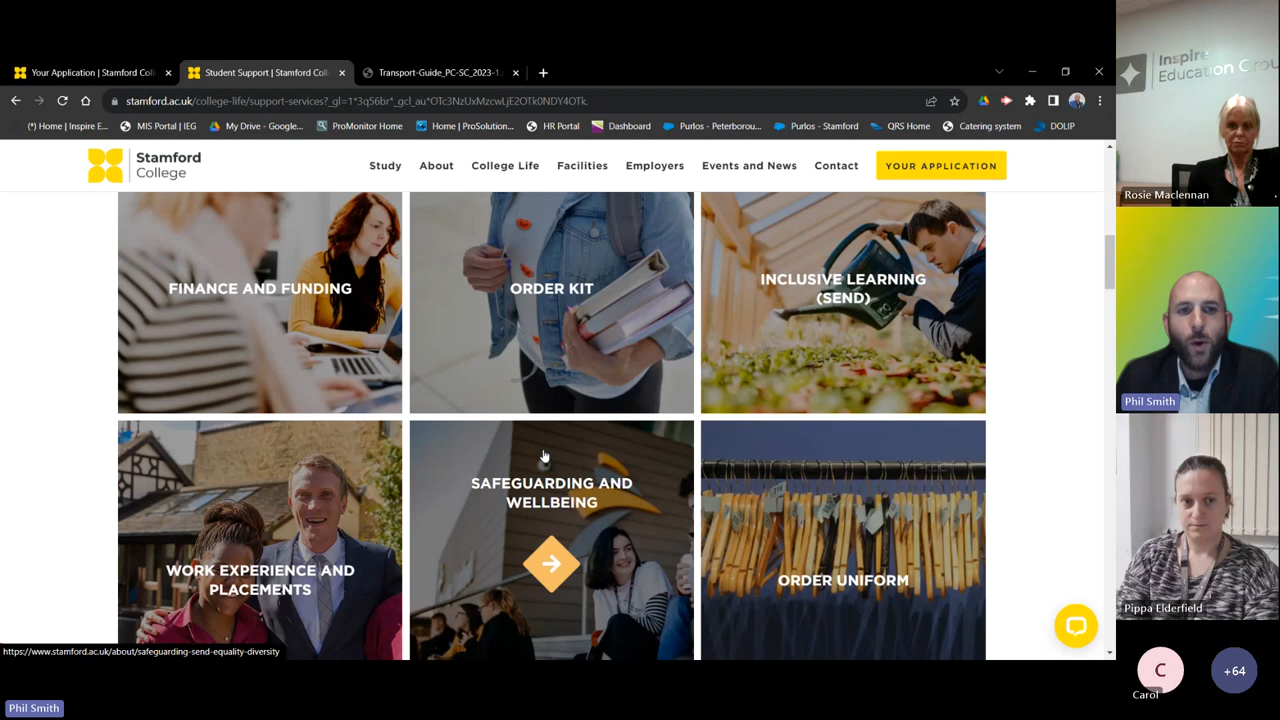 Your Application | Stamford Coll
Student Support | Stamford Coll
Transport-Guide_PC-SC_2023-1
stamford.ac.uk/college-life/support-services?_gl=1*3q56br*_gcl_au*OTc3NzUxMzcwLjE2OTk0NDY4OTk.
(*) Home | Inspire E...
MIS Portal | IEG
My Drive - Google...
ProMonitor Home
Home | ProSolution...
HR Portal
Dashboard
Purlos - Peterborou...
Purlos - Stamford
QRS Home
Catering system
DOLIP
Stamford
College
Study
About
College Life
Facilities
Employers
Events and News
Contact
YOUR APPLICATION
FINANCE AND FUNDING
ORDER KIT
INCLUSIVE LEARNING
(SEND)
WORK EXPERIENCE AND
PLACEMENTS
SAFEGUARDING AND
WELLBEING
ORDER UNIFORM
https://www.stamford.ac.uk/about/safeguarding-send-equality-diversity
Phil Smith
Inspire
Education Group
Rosie Maclennan
Phil Smith
Pippa Elderfield
C
Carol
+64